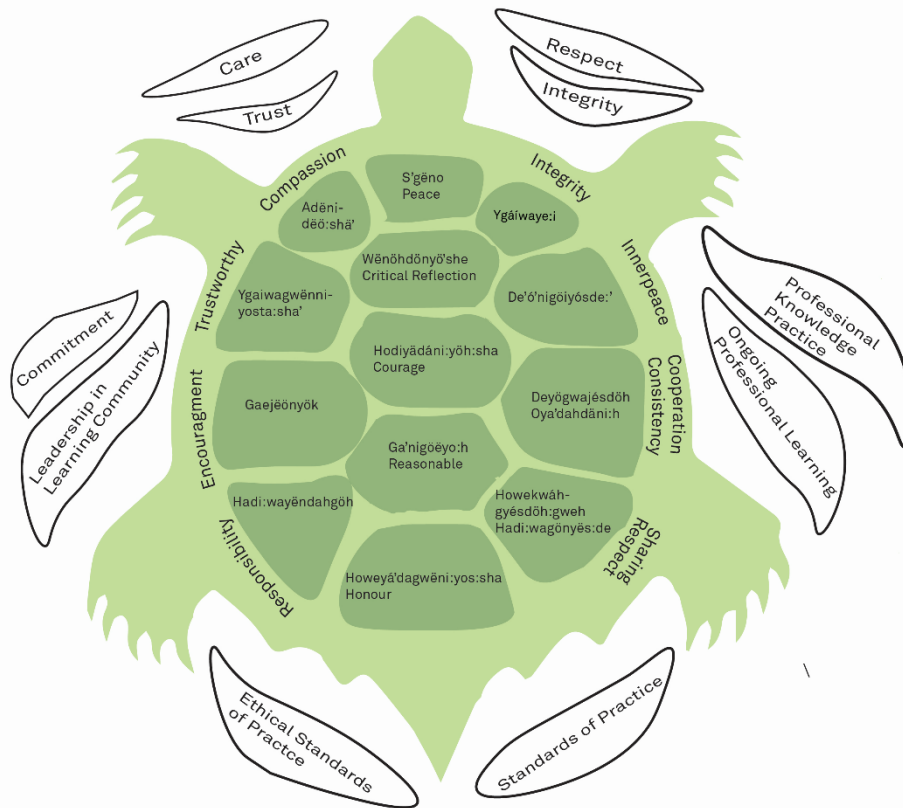 Care
Trust
Respect
Integrity
Compassion
Integrity
S'gëno
Peace
Adëni-
dëö:shä'
Ygáíwaye:i
Trustworthy
Innerpeace
Wënöhdönyö'she
Critical Reflection
Ygaiwagwënni-
yosta:sha'
De'ó'nigöiyósde:'
Professional
Knowledge
Practice
Commitment
Leadership in
Learning Community
Ongoing
Professional Learning
Hodiyädáni:yöh:sha
Courage
Encouragment
Gaejëönyök
Deyögwajésdöh
Oya'dahdäni:h
Cooperation
Consistency
Ga'nigöëyo:h
Reasonable
Hadi:wayëndahgöh
Howekwáh-
gyésdöh:gweh
Hadi:wagönyës:de
Responsibility
Sharing
Respect
Howeyá'dagwëni:yos:sha
Honour
Ethical Standards
of Practce
Standards of Practice